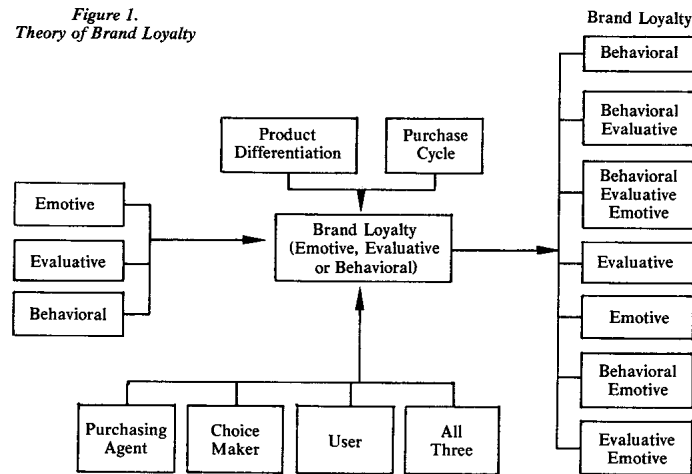 Figure 1.
Theory of Brand Loyalty
Brand Loyalty
Behavioral
Behavioral
Evaluative
Behavioral
Evaluative
Emotive
Evaluative
Emotive
Behavioral
Emotive
Evaluative
Emotive
Product
Differentiation
Purchase
Cycle
Emotive
Evaluative
Behavioral
Brand Loyalty
(Emotive, Evaluative
or Behavioral)
Purchasing
Agent
Choice
Maker
User
All
Three